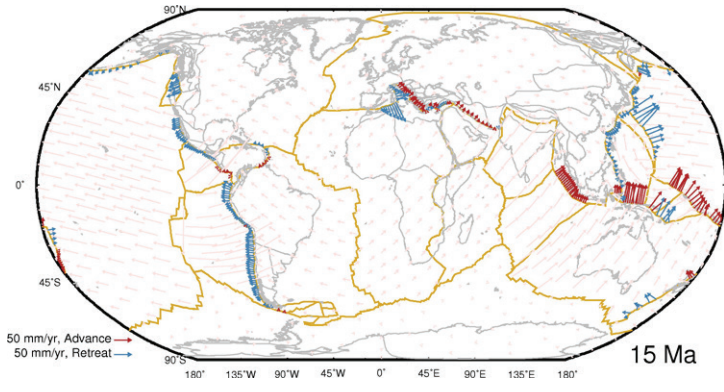 90˚N
45˚N
0˚
45˚S
50 mm/yr, Advance
50 mm/yr, Retreat
90˚S
15 Ma
180˚ 135˚W 90˚W 45˚W 0˚ 45˚E 90˚E 135˚E 180˚